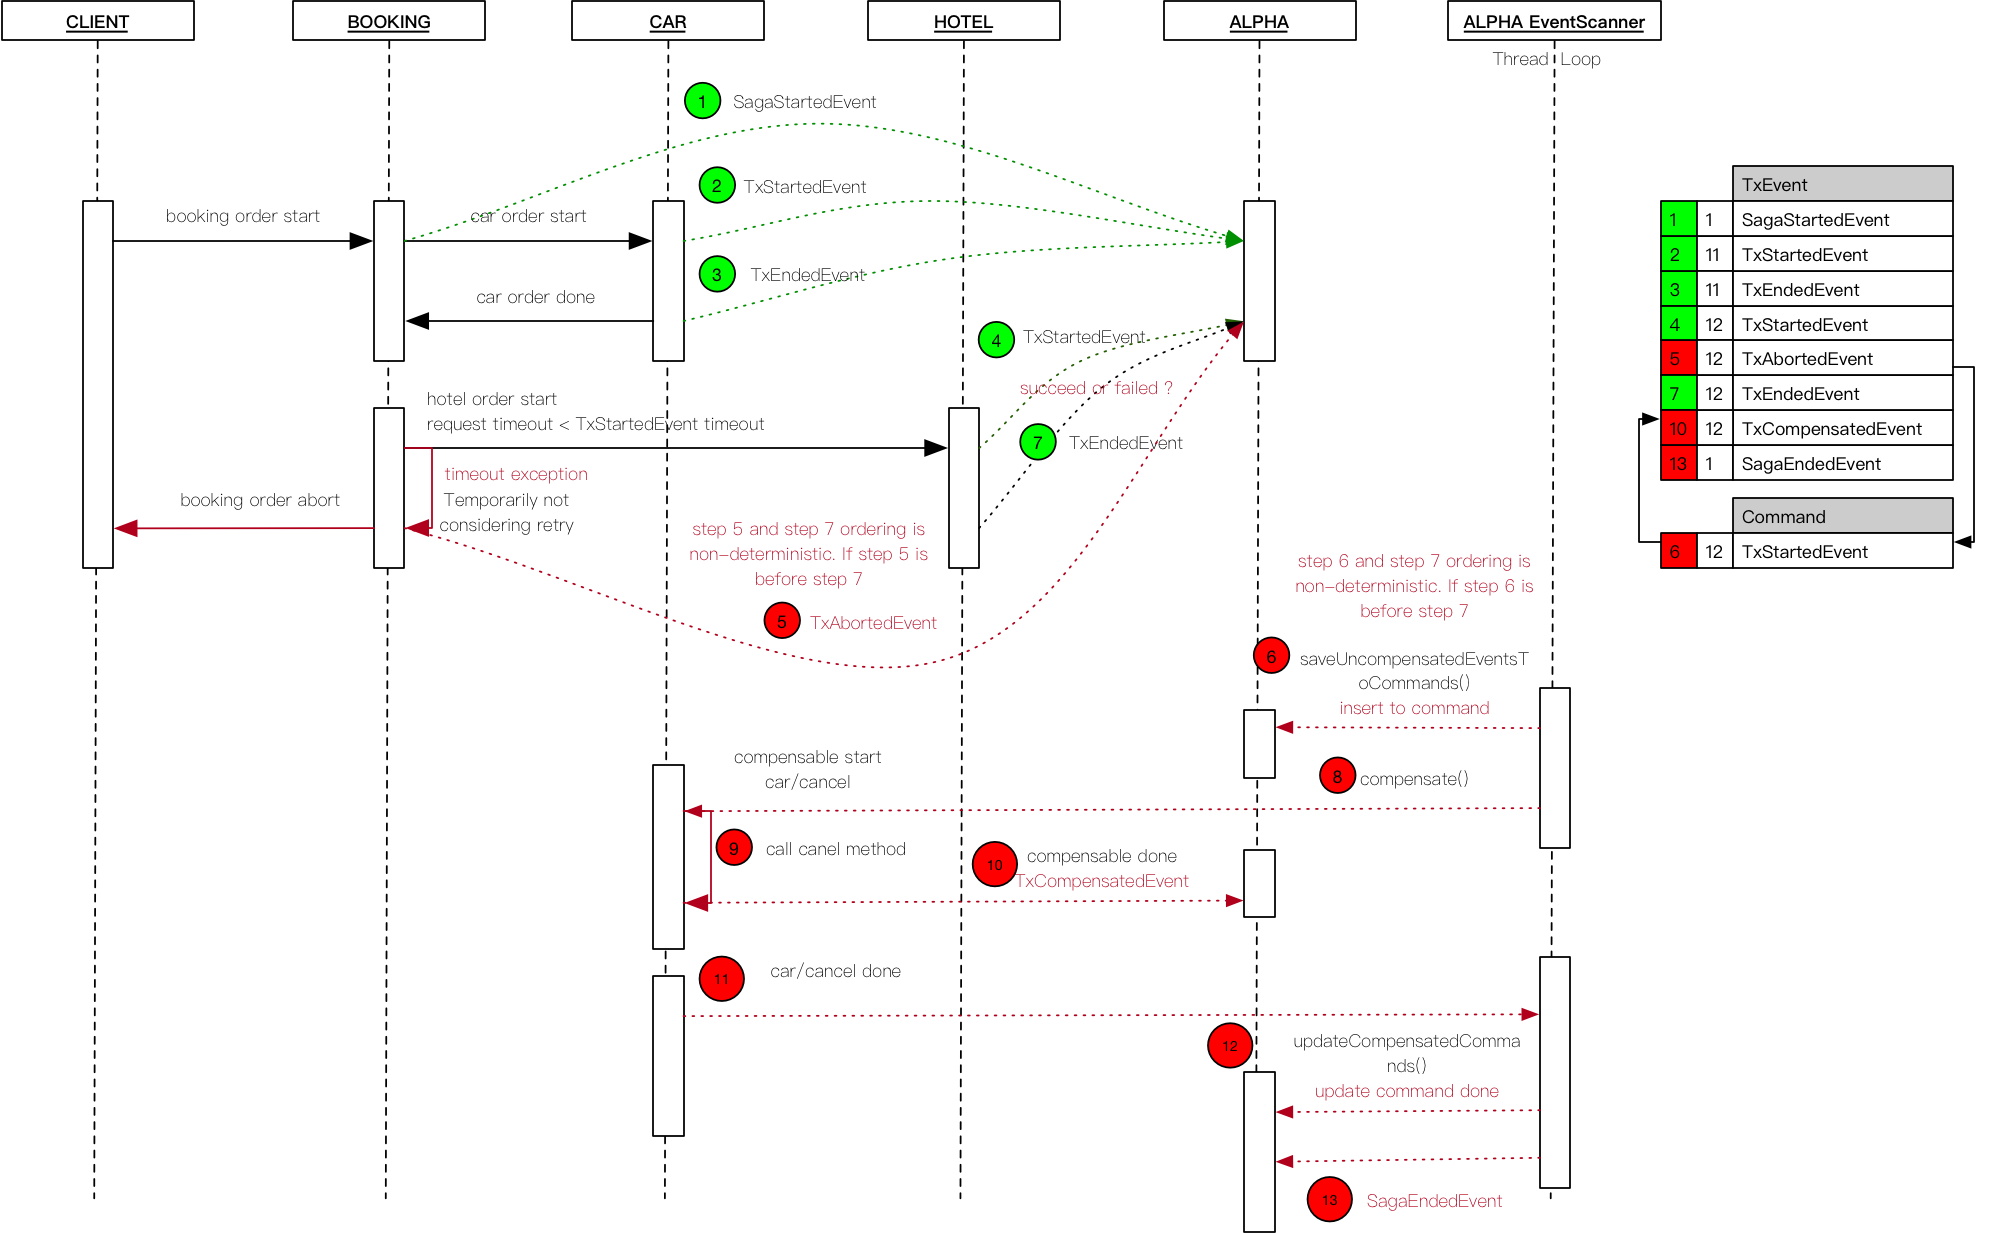 CLIENT
BOOKING
CAR
HOTEL
ALPHA
ALPHA EventScanner
Thread Loop
1
SagaStartedEvent
2
TxStartedEvent
booking order start
car order start
3
TxEndedEvent
car order done
4
TxStartedEvent
succeed or failed ?
hotel order start
request timeout < TxStartedEvent timeout
7
TxEndedEvent
timeout exception
Temporarily not
considering retry
booking order abort
step 5 and step 7 ordering is
non-deterministic. If step 5 is
before step 7
5
TxAbortedEvent
step 6 and step 7 ordering is
non-deterministic. If step 6 is
before step 7
6
saveUncompensatedEventsT
oCommands()
insert to command
compensable start
car/cancel
8
compensate()
9
call canel method
10
compensable done
TxCompensatedEvent
11
car/cancel done
12
updateCompensatedComma
nds()
update command done
13
SagaEndedEvent
TxEvent
1 1 SagaStartedEvent
2 11 TxStartedEvent
3 11 TxEndedEvent
4 12 TxStartedEvent
5 12 TxAbortedEvent
7 12 TxEndedEvent
10 12 TxCompensatedEvent
13 1 SagaEndedEvent
Command
6 12 TxStartedEvent